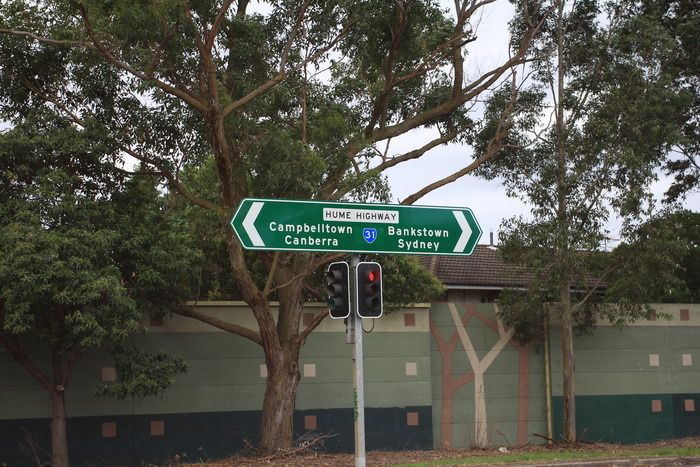 HUME HIGHWAY
Campbelltown 31 Bankstown
Canberra Sydney